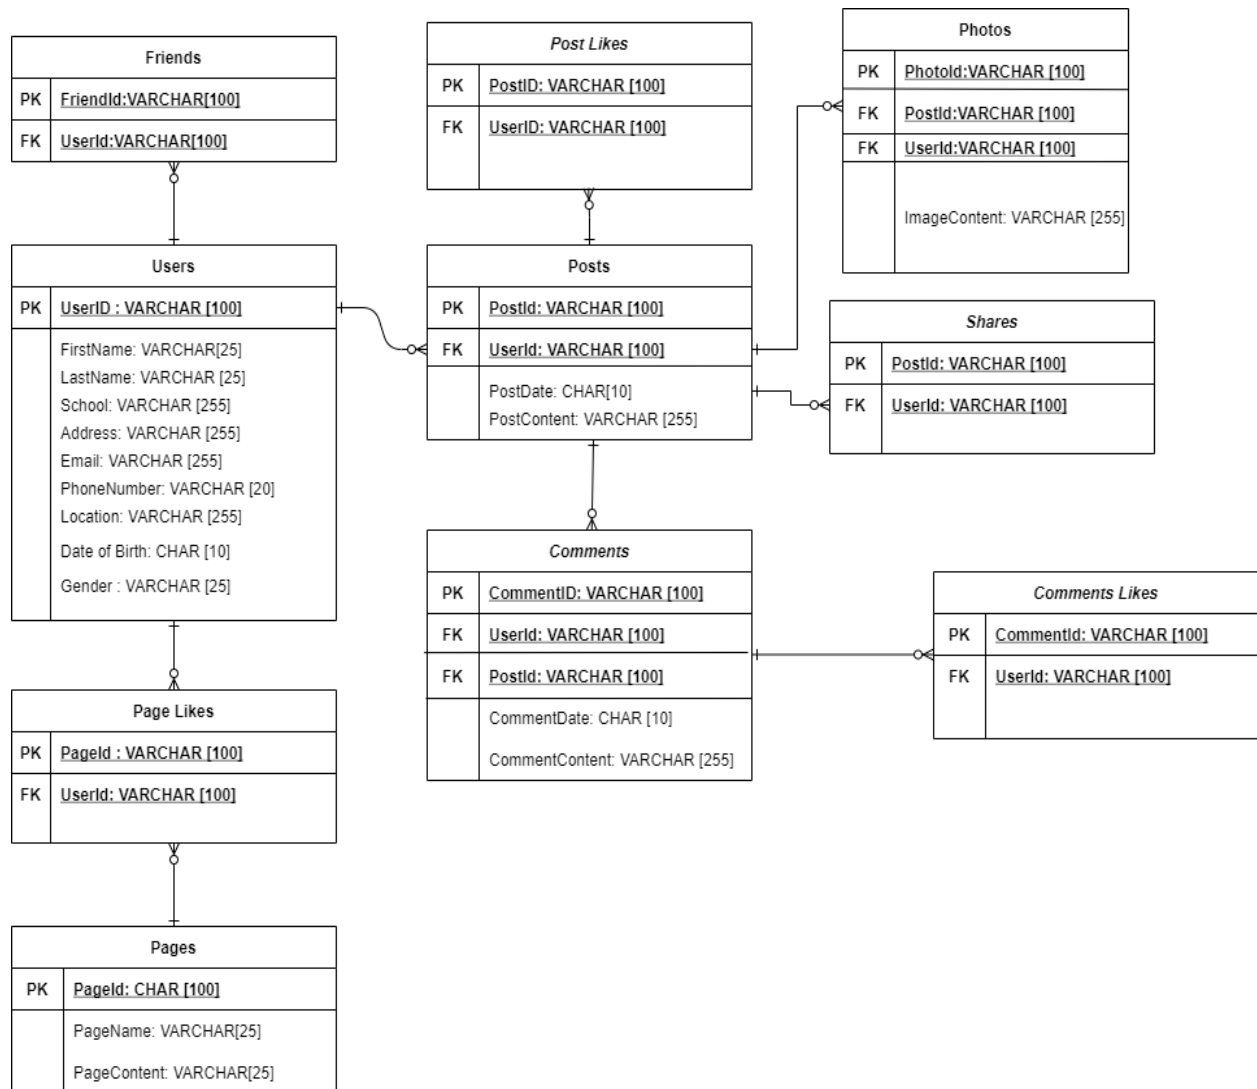 Friends
PK FriendId:VARCHAR[100]
FK UserId:VARCHAR[100]
Users
PK UserID : VARCHAR [100]
FirstName: VARCHAR[25]
LastName: VARCHAR [25]
School: VARCHAR [255]
Address: VARCHAR [255]
Email: VARCHAR [255]
PhoneNumber: VARCHAR [20]
Location: VARCHAR [255]
Date of Birth: CHAR [10]
Gender : VARCHAR [25]
Page Likes
PK PageId : VARCHAR [100]
FK UserId: VARCHAR [100]
Pages
PK PageId: CHAR [100]
PageName: VARCHAR[25]
PageContent: VARCHAR[25]
Post Likes
PK PostID: VARCHAR [100]
FK UserID: VARCHAR [100]
Posts
PK PostId: VARCHAR [100]
FK UserId: VARCHAR [100]
PostDate: CHAR[10]
PostContent: VARCHAR [255]
Comments
PK CommentID: VARCHAR [100]
FK UserId: VARCHAR [100]
FK PostId: VARCHAR [100]
CommentDate: CHAR [10]
CommentContent: VARCHAR [255]
Photos
PK PhotoId:VARCHAR [100]
FK PostId:VARCHAR [100]
FK UserId:VARCHAR [100]
ImageContent: VARCHAR [255]
Shares
PK PostId: VARCHAR [100]
FK UserId: VARCHAR [100]
Comments Likes
PK CommentId: VARCHAR [100]
FK UserId: VARCHAR [100]